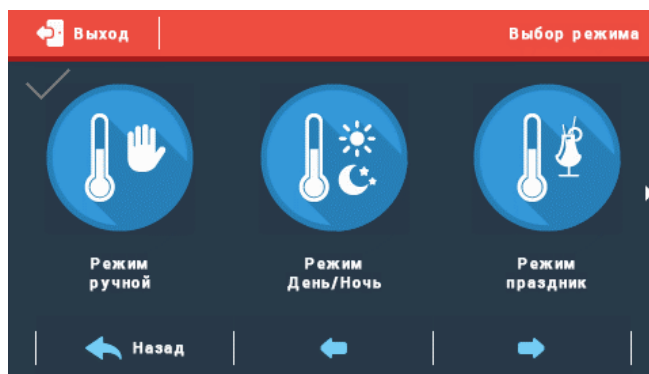 Выход
Выбор режима
Режим
ручной
Режим
День/Ночь
Режим
праздник
Назад